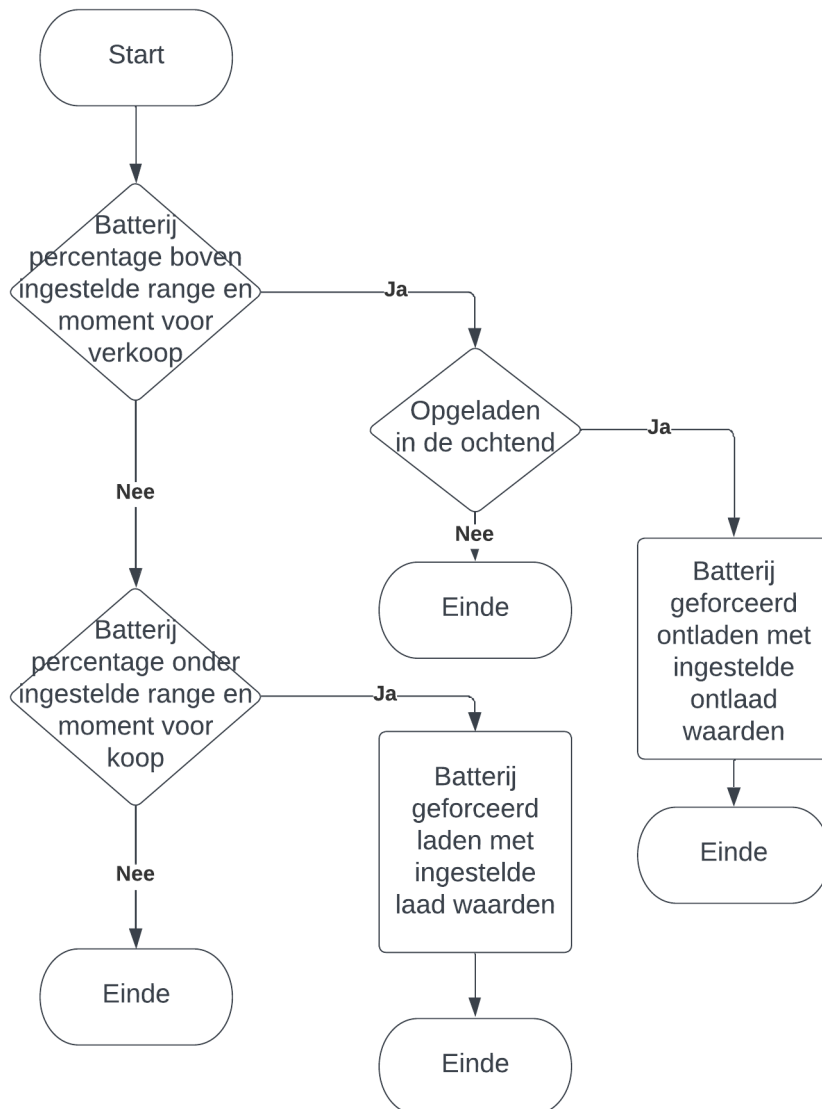 Start
Batterij
percentage boven
ingestelde range en
moment voor
verkoop
Ja
Opgeladen
in de ochtend
Ja
Nee
Nee
Einde
Batterij
geforceerd
ontladen met
ingestelde
ontlaad
waarden
Batterij
percentage onder
ingestelde range en
moment voor
koop
Ja
Batterij
geforceerd
laden met
ingestelde
laad waarden
Einde
Nee
Einde
Einde